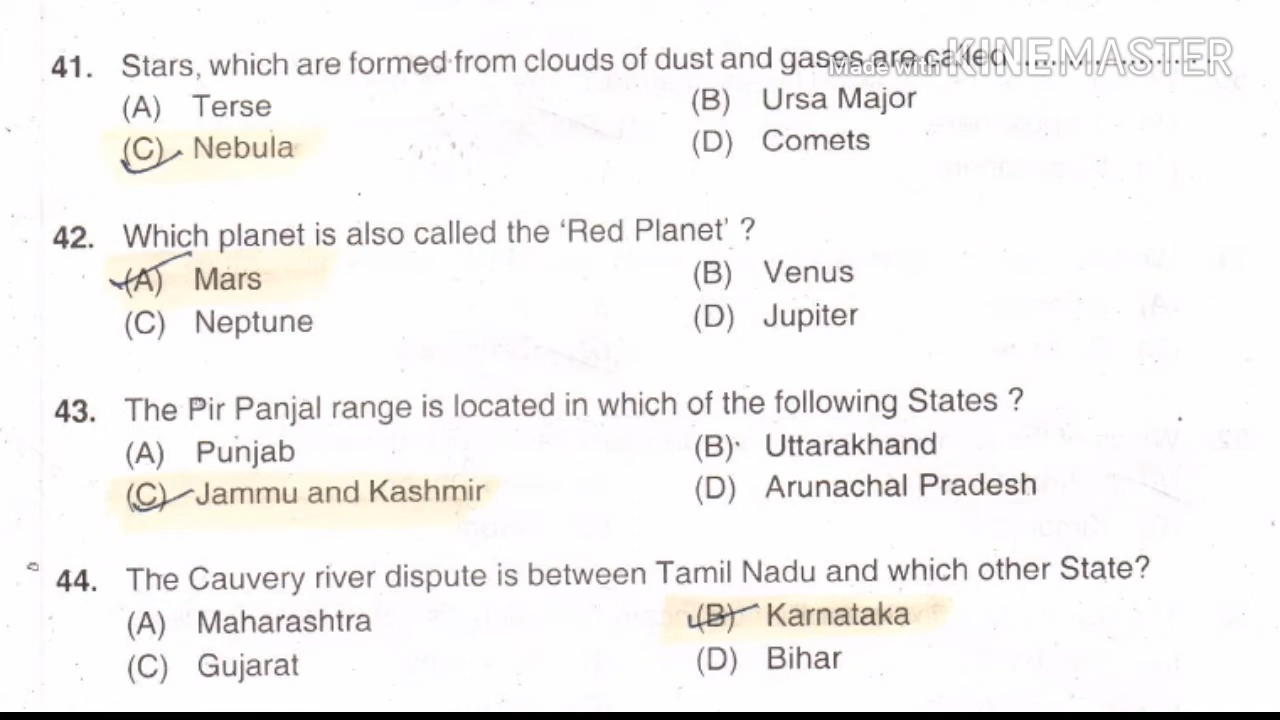 41. Stars, which are formed from clouds of dust and gases are called ....................
Made with KINEMASTER
(A) Terse (B) Ursa Major
(C) Nebula (D) Comets
42. Which planet is also called the ‘Red Planet’ ?
(A) Mars (B) Venus
(C) Neptune (D) Jupiter
43. The Pir Panjal range is located in which of the following States ?
(A) Punjab (B) Uttarakhand
(C) Jammu and Kashmir (D) Arunachal Pradesh
44. The Cauvery river dispute is between Tamil Nadu and which other State?
(A) Maharashtra (B) Karnataka
(C) Gujarat (D) Bihar